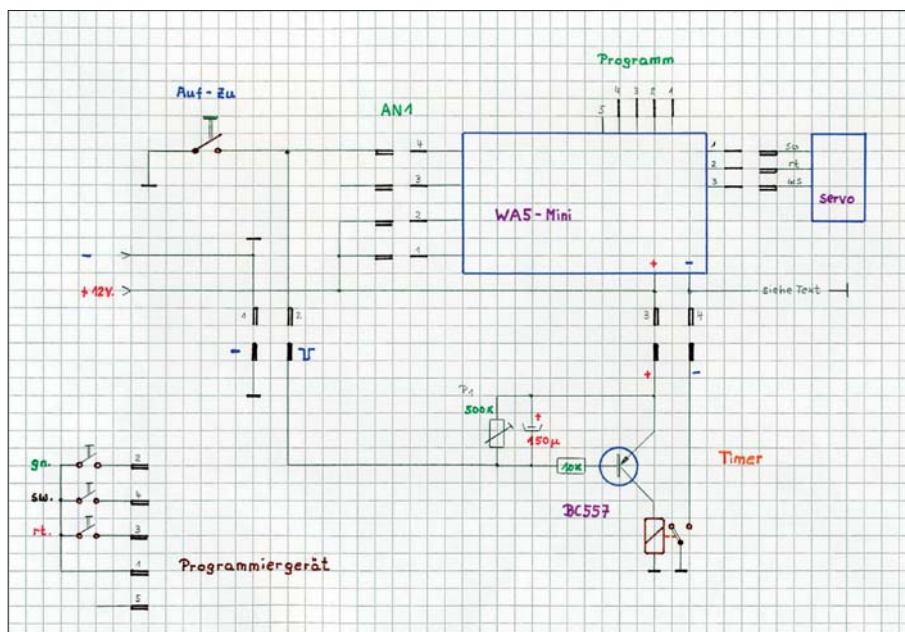 Programm
Auf-Zu
AN1
5 4 3 2 1
4
3
2
1
WA5-Mini
1 sw
2 rt
3 ws
Servo
-
+12V.
+ -
siehe Text
1 2
3 4
-
+ -
P1
500K
+
150µ
10K
BC557
Timer
gn. 2
sw. 4
rt. 3
1
5
Programmiergerät